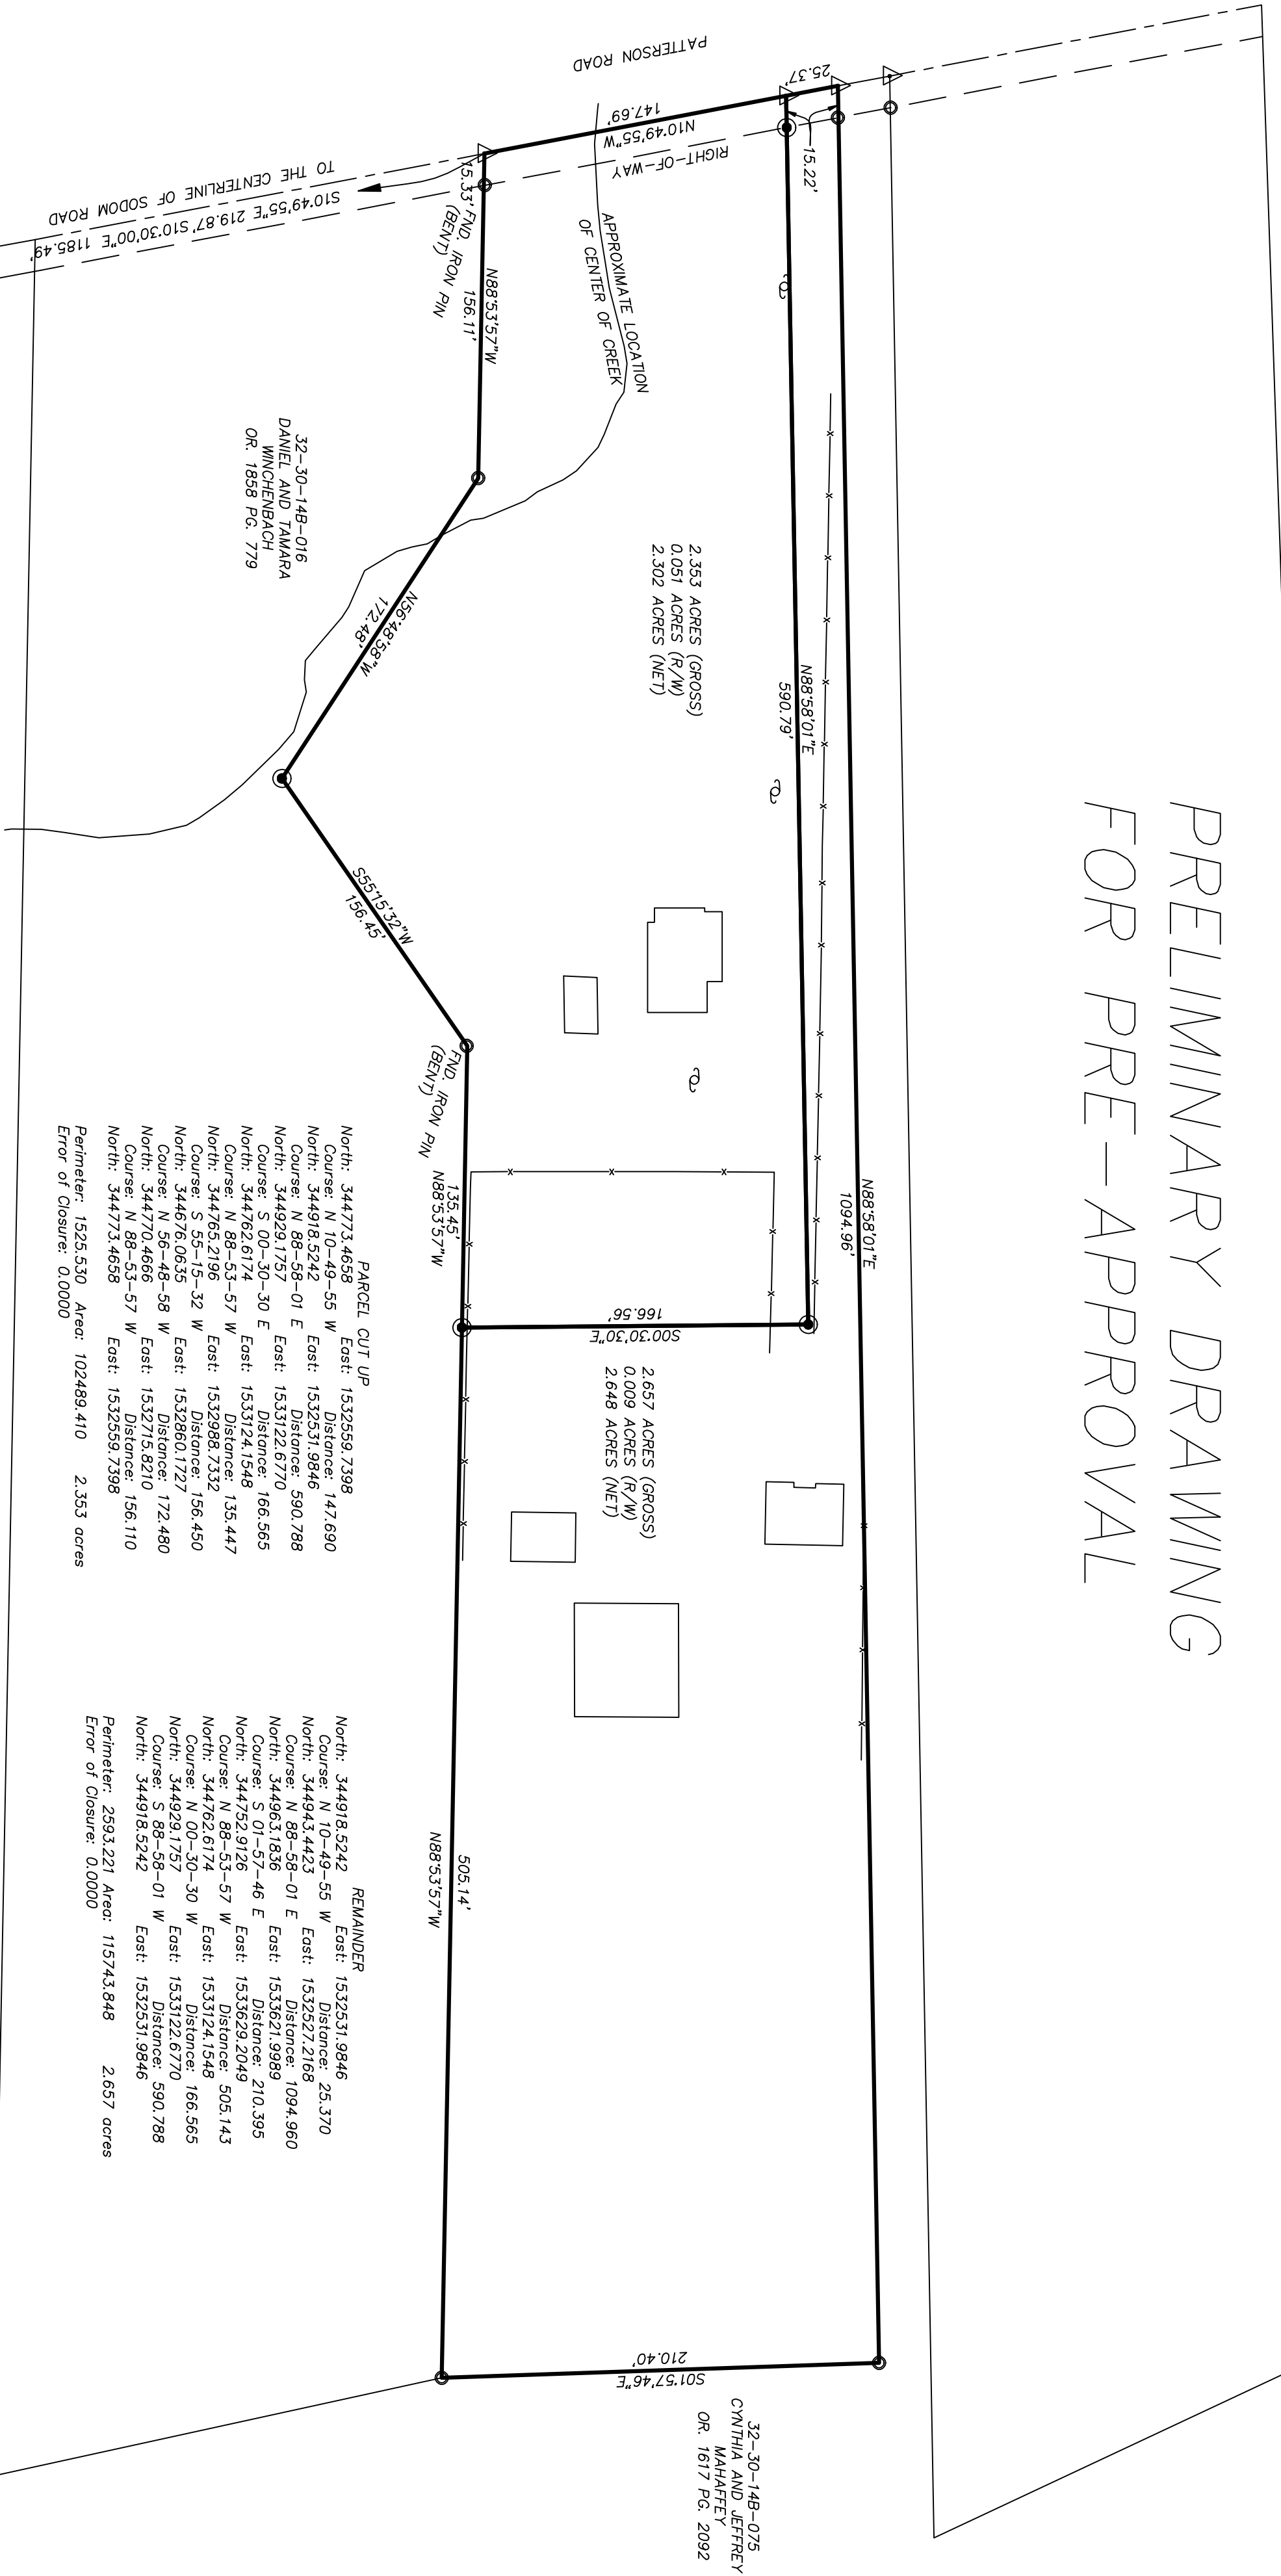 PRELIMINARY DRAWING
FOR PRE-APPROVAL
PATTERSON ROAD
25.37'
15.22'
147.69'
N10°49'55"W
RIGHT-OF-WAY
TO THE CENTERLINE OF SODOM ROAD
S10°49'55"E 219.87' S10°30'00"E 1185.49'
15.33'
FND. IRON PIN
(BENT)
N88°53'57"W
156.11'
APPROXIMATE LOCATION
OF CENTER OF CREEK
32-30-14B-016
DANIEL AND TAMARA
WINCHENBACH
OR. 1858 PG. 779
N56°48'58"W
172.48'
2.353 ACRES (GROSS)
0.051 ACRES (R/W)
2.302 ACRES (NET)
N88°58'01"E
590.79'
S55°15'32"W
156.45'
FND. IRON PIN
(BENT)
135.45'
N88°53'57"W
N88°58'01"E
1094.96'
166.56'
S00°30'30"E
2.657 ACRES (GROSS)
0.009 ACRES (R/W)
2.648 ACRES (NET)
505.14'
N88°53'57"W
210.40'
S01°57'46"E
32-30-14B-075
CYNTHIA AND JEFFREY
MAHAFFEY
OR. 1617 PG. 2092
PARCEL CUT UP
North: 344773.4658 East: 1532559.7398
Course: N 10-49-55 W Distance: 147.690
North: 344918.5242 East: 1532531.9846
Course: N 88-58-01 E Distance: 590.788
North: 344929.1757 East: 1533122.6770
Course: S 00-30-30 E Distance: 166.565
North: 344762.6174 East: 1533124.1548
Course: N 88-53-57 W Distance: 135.447
North: 344765.2196 East: 1532988.7332
Course: S 55-15-32 W Distance: 156.450
North: 344676.0635 East: 1532860.1727
Course: N 56-48-58 W Distance: 172.480
North: 344770.4666 East: 1532715.8210
Course: N 88-53-57 W Distance: 156.110
North: 344773.4658 East: 1532559.7398
Perimeter: 1525.530 Area: 102489.410 2.353 acres
Error of Closure: 0.0000
REMAINDER
North: 344918.5242 East: 1532531.9846
Course: N 10-49-55 W Distance: 25.370
North: 344943.4423 East: 1532527.2168
Course: N 88-58-01 E Distance: 1094.960
North: 344963.1836 East: 1533621.9989
Course: S 01-57-46 E Distance: 210.395
North: 344752.9126 East: 1533629.2049
Course: N 88-53-57 W Distance: 505.143
North: 344762.6174 East: 1533124.1548
Course: N 00-30-30 W Distance: 166.565
North: 344929.1757 East: 1533122.6770
Course: S 88-58-01 W Distance: 590.788
North: 344918.5242 East: 1532531.9846
Perimeter: 2593.221 Area: 115743.848 2.657 acres
Error of Closure: 0.0000